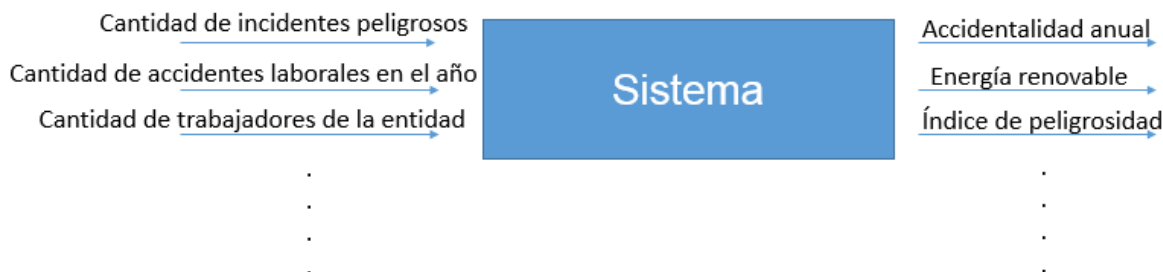 Cantidad de incidentes peligrosos
Cantidad de accidentes laborales en el año
Cantidad de trabajadores de la entidad
Sistema
Accidentalidad anual
Energía renovable
Índice de peligrosidad